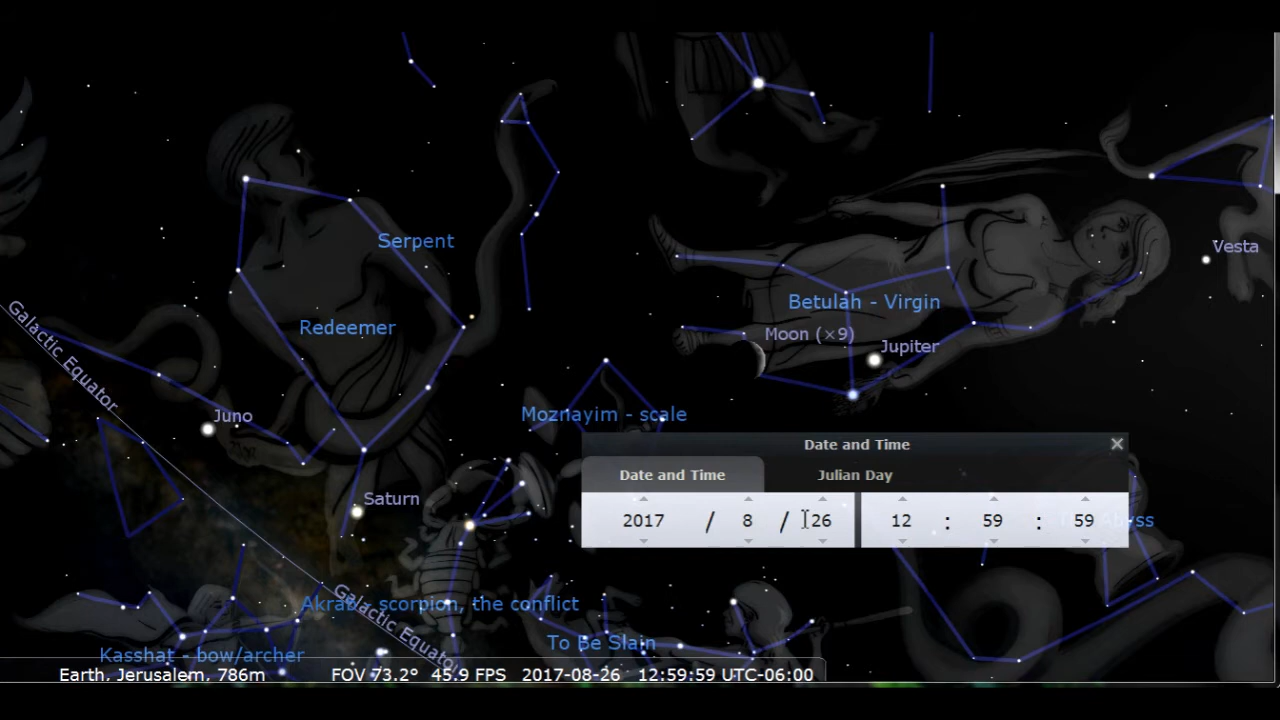 Serpent
Vesta
Betulah - Virgin
Redeemer
Moon (×9)
Jupiter
Galactic Equator
Juno
Moznayim - scale
Date and Time
Date and Time
Julian Day
Saturn
2017 / 8 / 26 12 : 59 : 59
Abyss
Akrab - scorpion, the conflict
Galactic Equator
To Be Slain
Kasshat - bow/archer
Earth, Jerusalem, 786m FOV 73.2° 45.9 FPS 2017-08-26 12:59:59 UTC-06:00